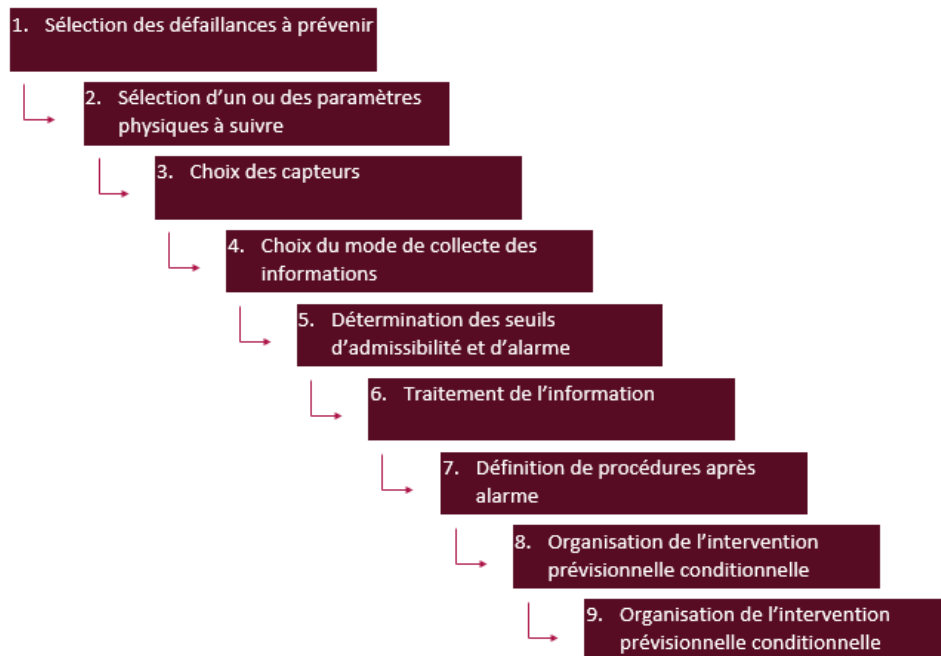 1. Sélection des défaillances à prévenir
2. Sélection d'un ou des paramètres
physiques à suivre
3. Choix des capteurs
4. Choix du mode de collecte des
informations
5. Détermination des seuils
d'admissibilité et d'alarme
6. Traitement de l'information
7. Définition de procédures après
alarme
8. Organisation de l'intervention
prévisionnelle conditionnelle
9. Organisation de l'intervention
prévisionnelle conditionnelle